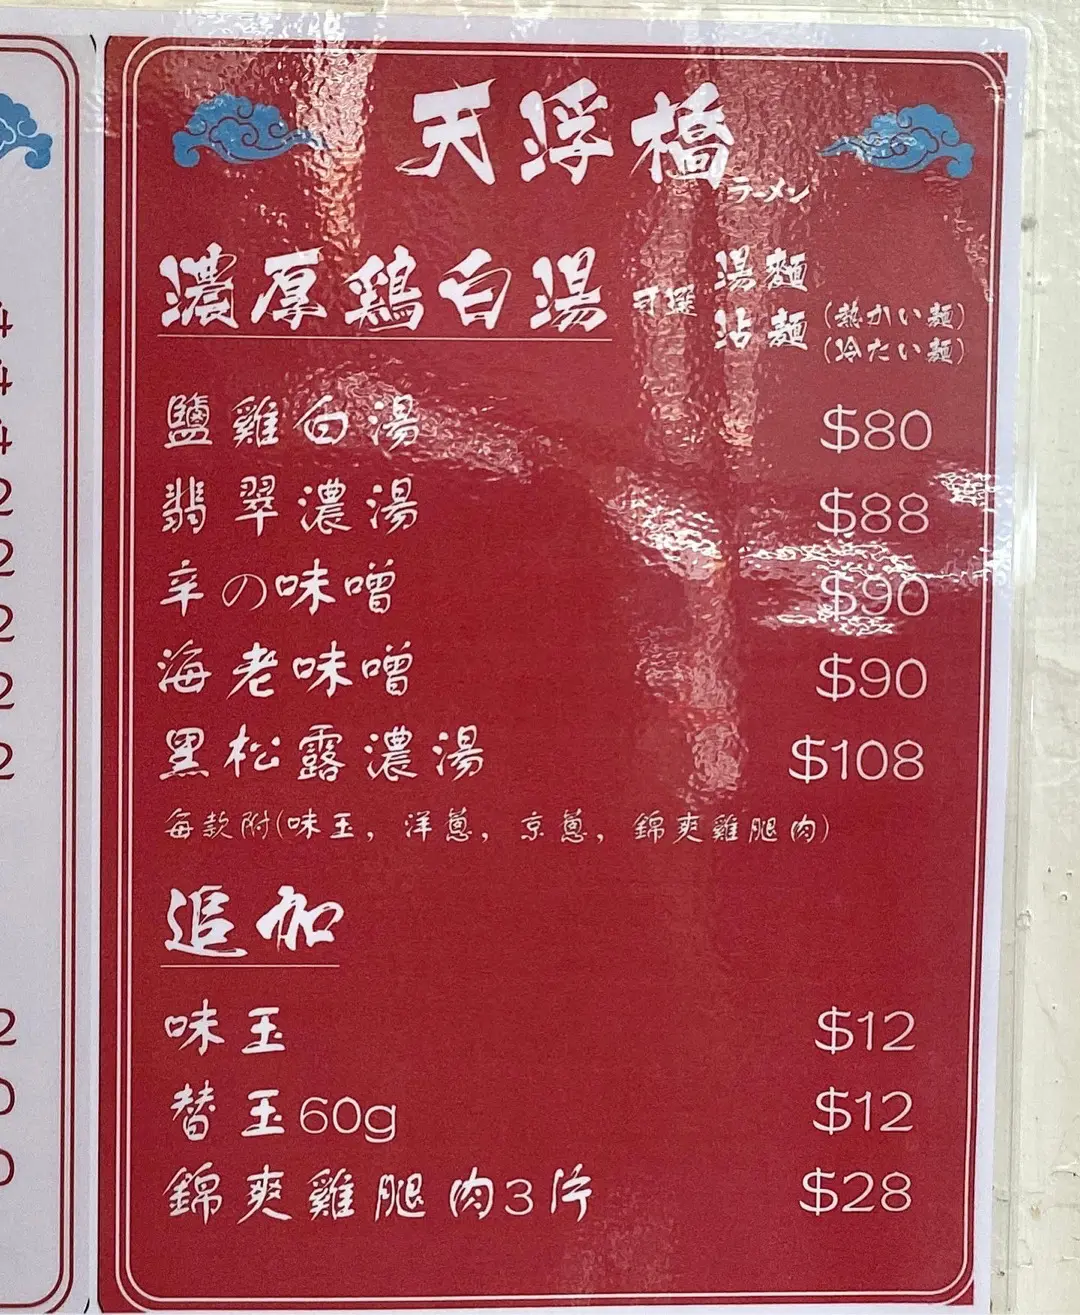 天浮橋
ラーメン
濃厚鶏白湯 可選 湯麵
沾麵 (熱かい麵)
(冷たい麵)
鹽雞白湯 $80
翡翠濃湯 $88
辛の味噌 $90
海老味噌 $90
黑松露濃湯 $108
每款附(味玉, 洋蔥, 京蔥, 錦爽雞腿肉)
追加
味玉 $12
替玉60g $12
錦爽雞腿肉3片 $28